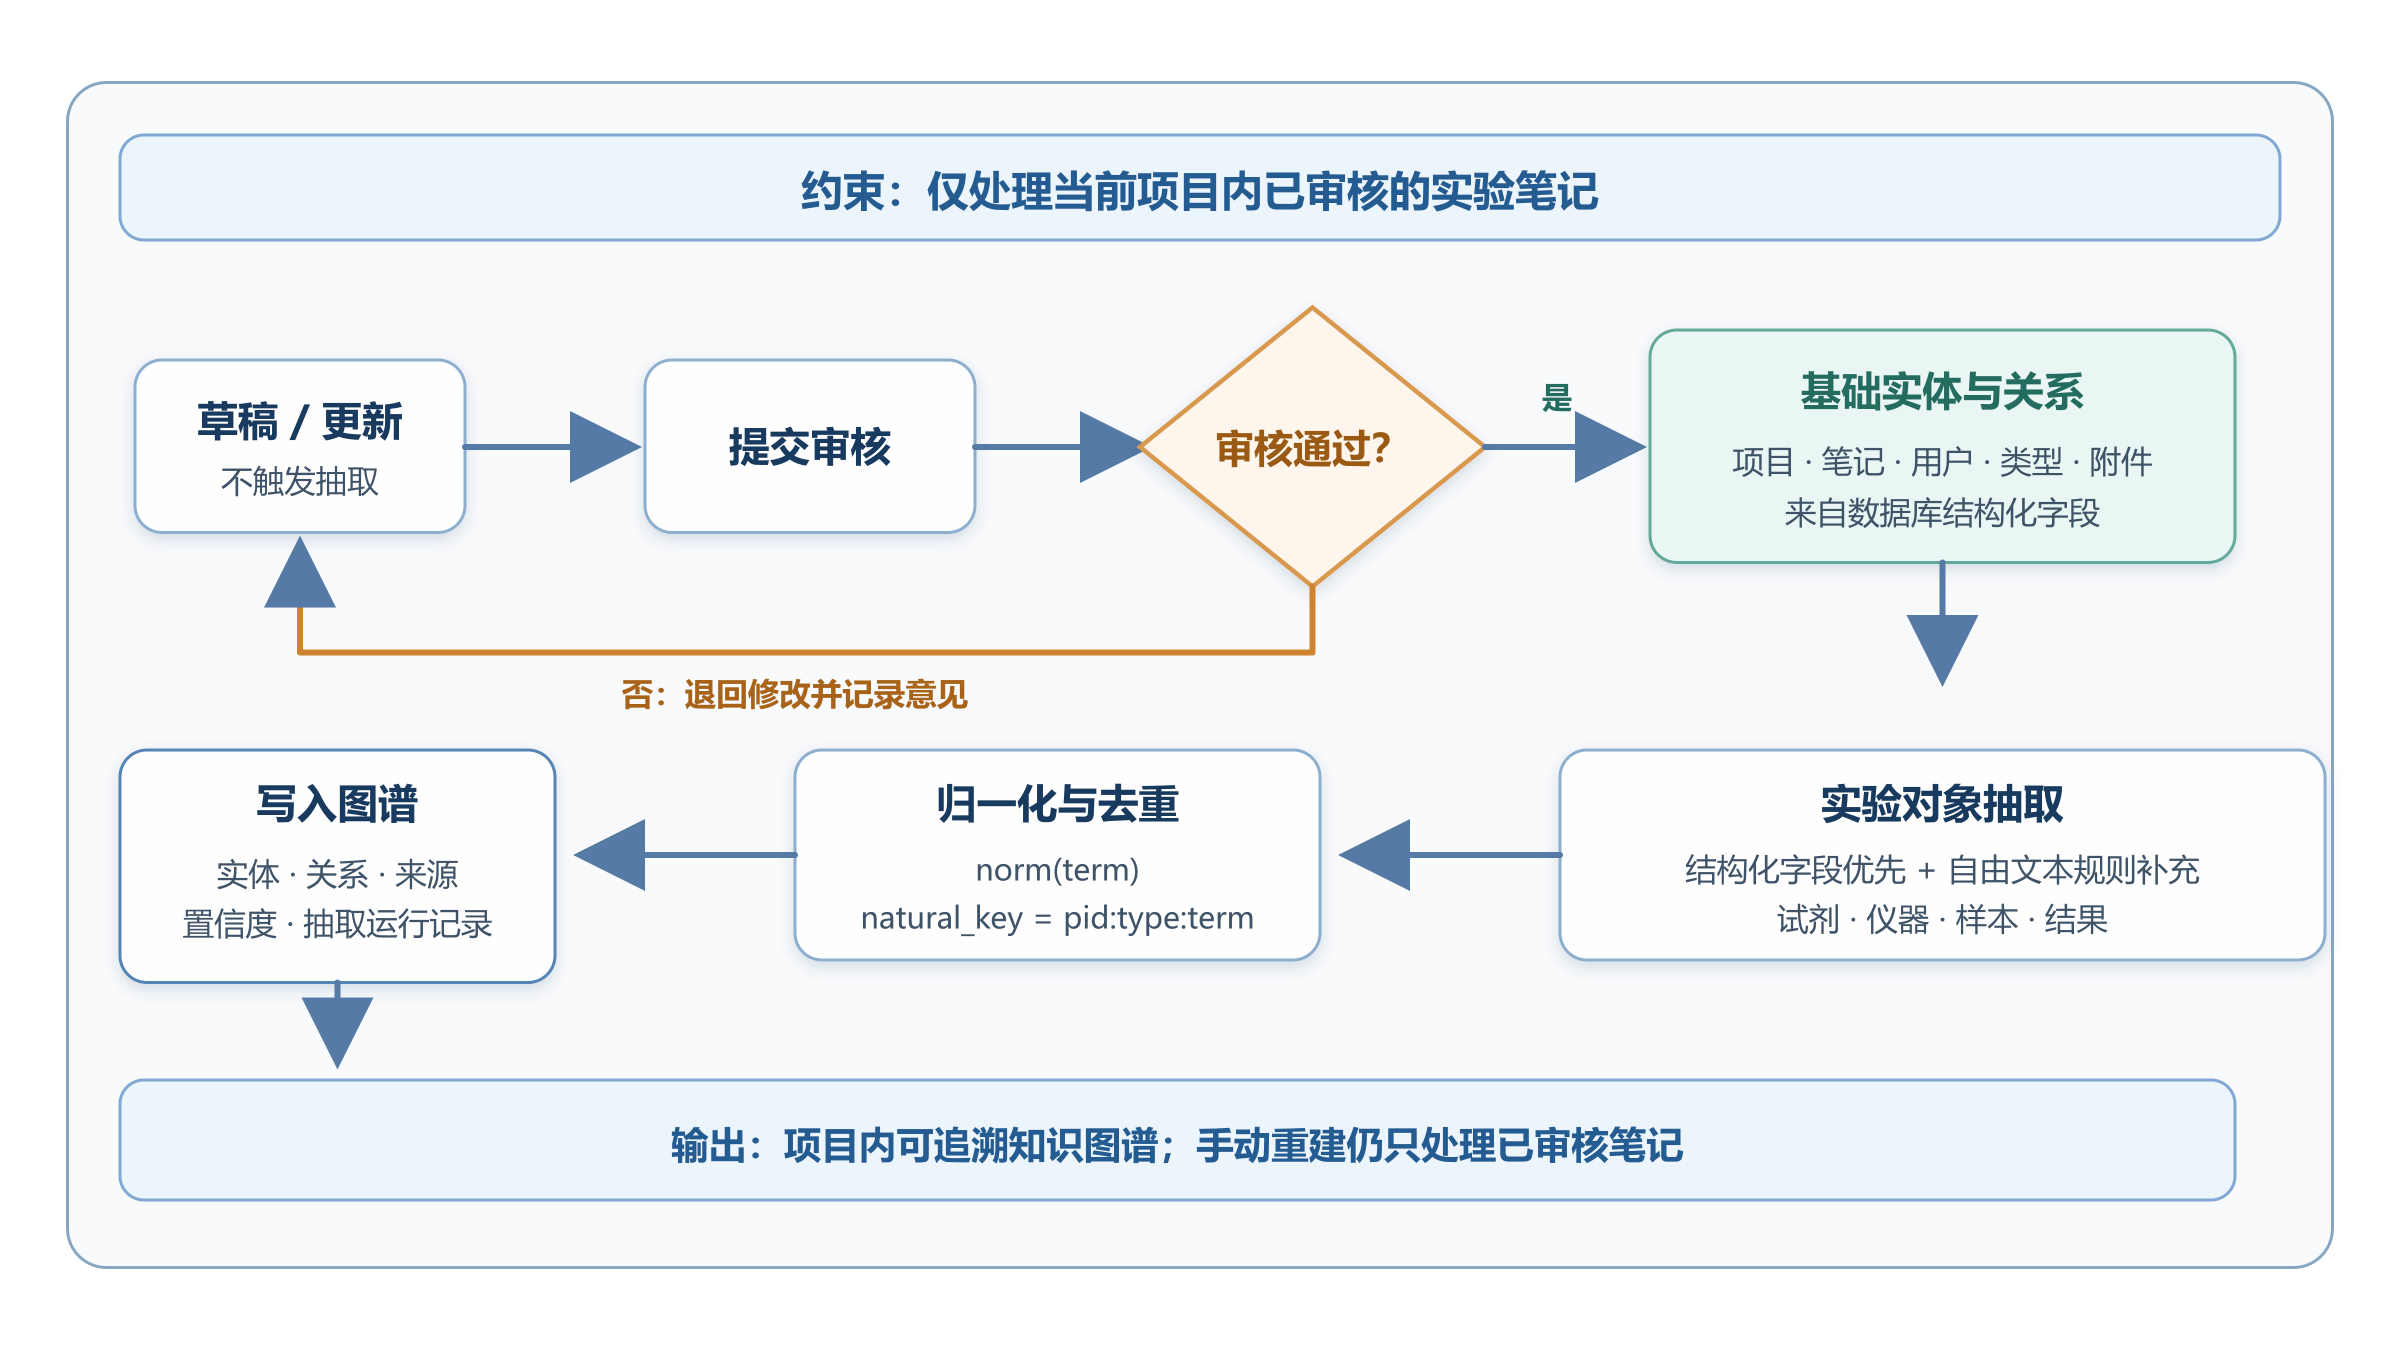 约束：仅处理当前项目内已审核的实验笔记
草稿 / 更新
不触发抽取
提交审核
审核通过？
是
基础实体与关系
项目 · 笔记 · 用户 · 类型 · 附件
来自数据库结构化字段
否：退回修改并记录意见
写入图谱
实体 · 关系 · 来源
置信度 · 抽取运行记录
归一化与去重
norm(term)
natural_key = pid:type:term
实验对象抽取
结构化字段优先 + 自由文本规则补充
试剂 · 仪器 · 样本 · 结果
输出：项目内可追溯知识图谱；手动重建仍只处理已审核笔记